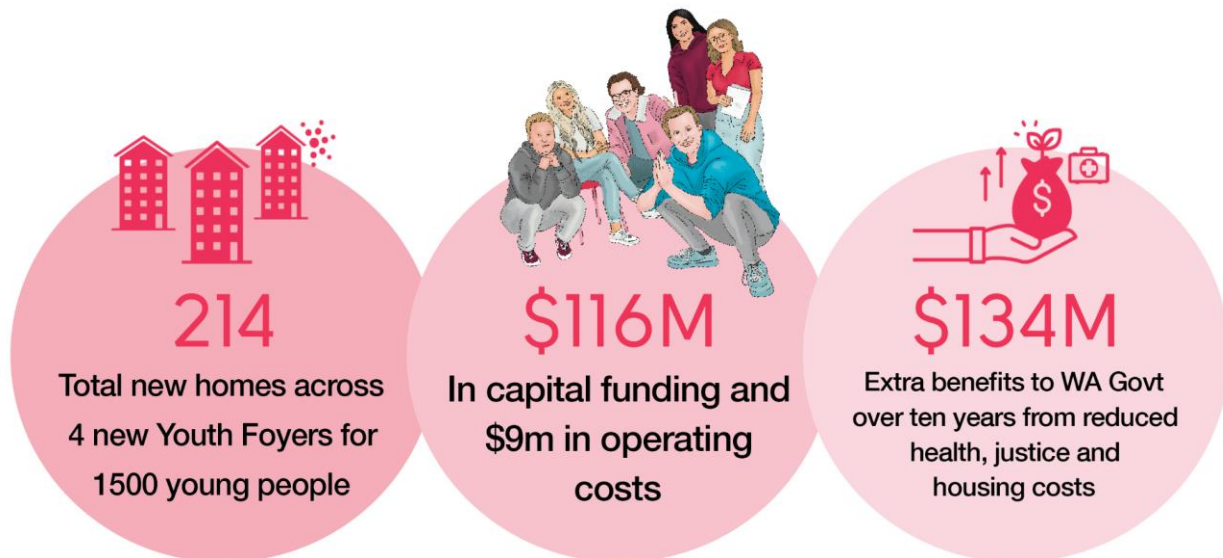 214
Total new homes across
4 new Youth Foyers for
1500 young people
$116M
In capital funding and
$9m in operating
costs
$
$134M
Extra benefits to WA Govt
over ten years from reduced
health, justice and
housing costs